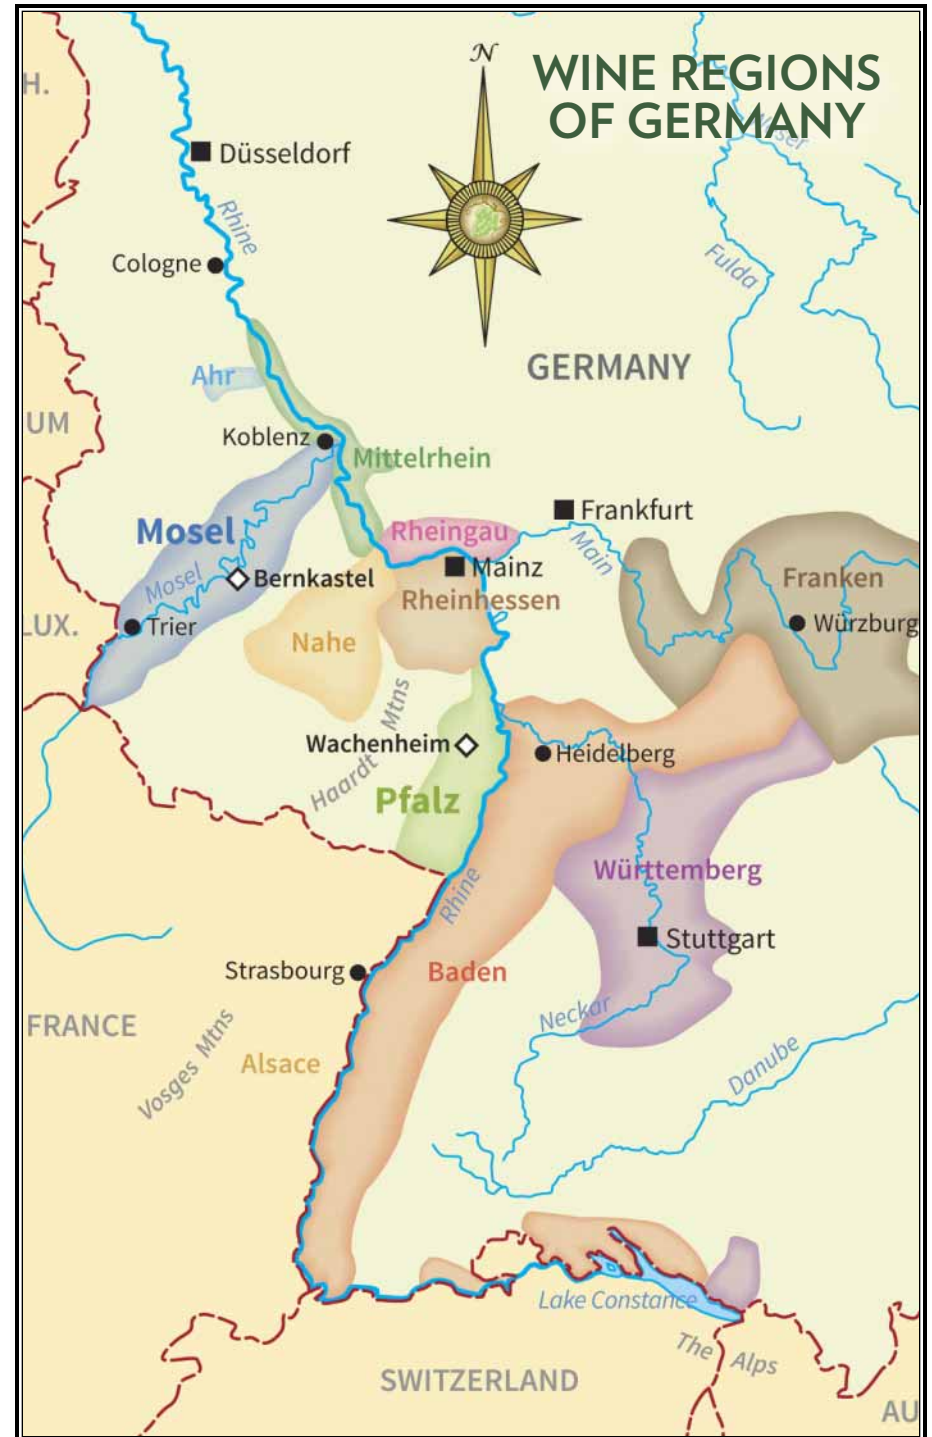 N
WINE REGIONS
OF GERMANY
H.
Weser
Düsseldorf
Rhine
Cologne
Fulda
GERMANY
Ahr
UM
Koblenz
Mittelrhein
Frankfurt
Mosel
Rheingau
Main
Mainz
Bernkastel
Mosel
Franken
Rheinhessen
LUX.
Trier
Würzburg
Nahe
Haardt Mtns
Wachenheim
Heidelberg
Pfalz
Württemberg
Rhine
Stuttgart
Strasbourg
Baden
Neckar
FRANCE
Vosges Mtns
Alsace
Danube
Lake Constance
The Alps
SWITZERLAND
AU